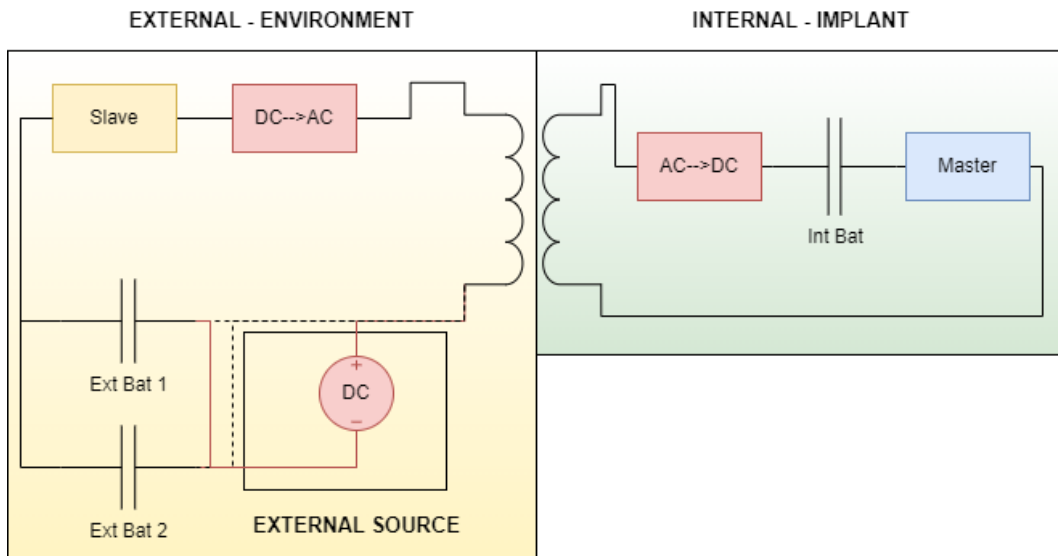 EXTERNAL - ENVIRONMENT
INTERNAL - IMPLANT
Slave
DC-->AC
AC-->DC
Master
Int Bat
Ext Bat 1
+
DC
−
Ext Bat 2
EXTERNAL SOURCE